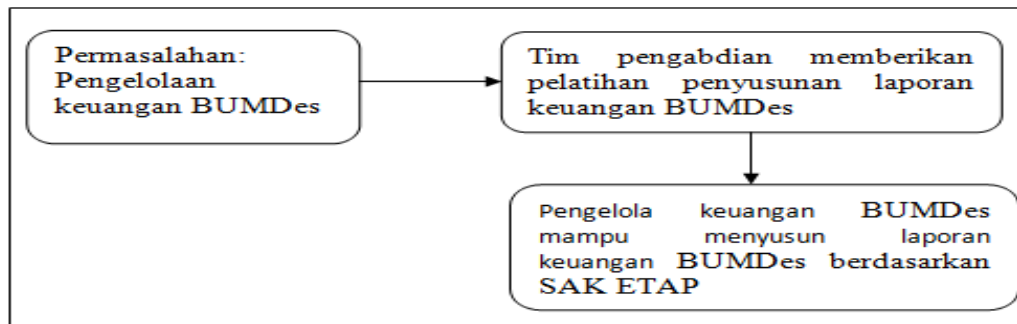 Permasalahan:
Pengelolaan
keuangan BUMDes
Tim pengabdian memberikan
pelatihan penyusunan laporan
keuangan BUMDes
Pengelola keuangan BUMDes
mampu menyusun laporan
keuangan BUMDes berdasarkan
SAK ETAP